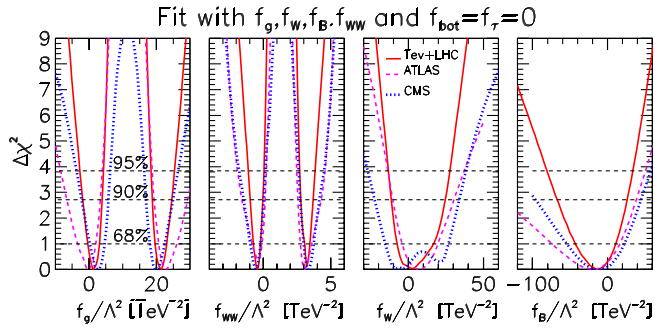 Fit with f_g, f_W, f_B, f_WW and f_bot=f_τ=0
Δχ²
9
8
7
6
5
4
3
2
1
0
95%
90%
68%
Tev+LHC
ATLAS
CMS
0 20
0 5
0 50
−100 0
f_g/Λ² [TeV⁻²]
f_WW/Λ² [TeV⁻²]
f_W/Λ² [TeV⁻²]
f_B/Λ² [TeV⁻²]